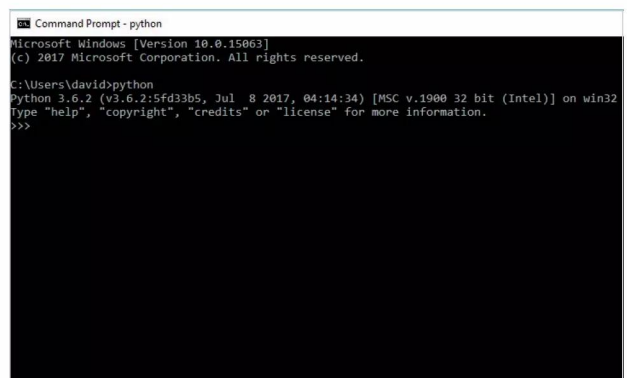 Command Prompt - python
Microsoft Windows [Version 10.0.15063]
(c) 2017 Microsoft Corporation. All rights reserved.
C:\Users\david>python
Python 3.6.2 (v3.6.2:5fd33b5, Jul  8 2017, 04:14:34) [MSC v.1900 32 bit (Intel)] on win32
Type "help", "copyright", "credits" or "license" for more information.
>>>